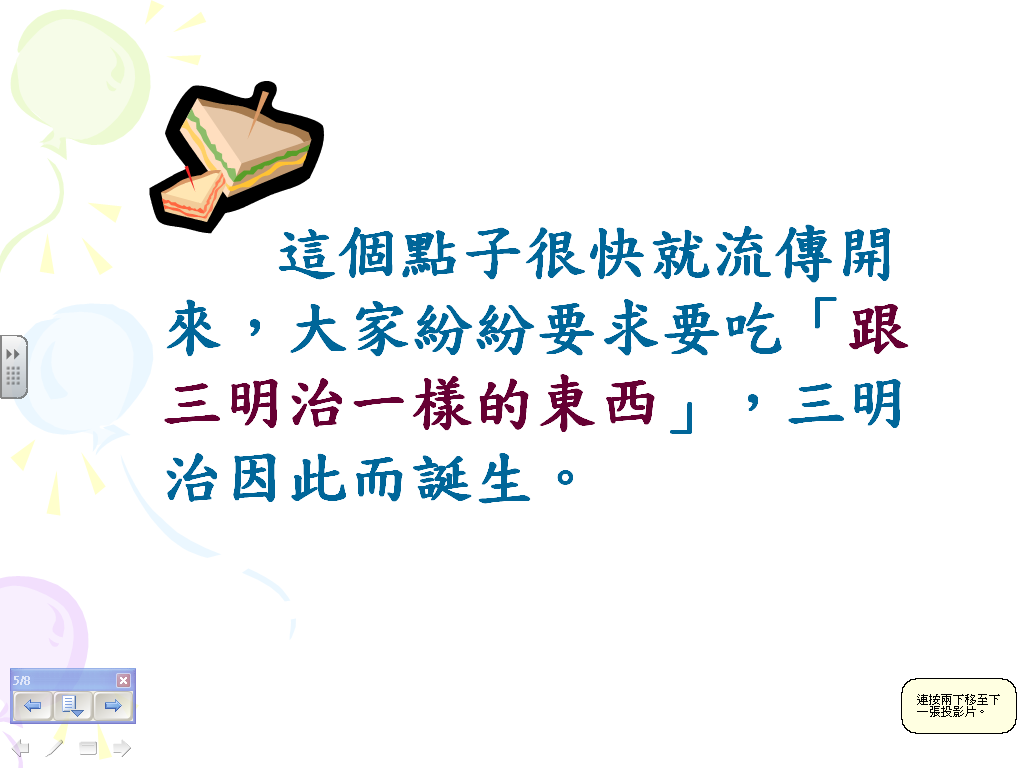 這個點子很快就流傳開
來，大家紛紛要求要吃「跟
三明治一樣的東西」，三明
治因此而誕生。
5/8
連按兩下移至下
一張投影片。